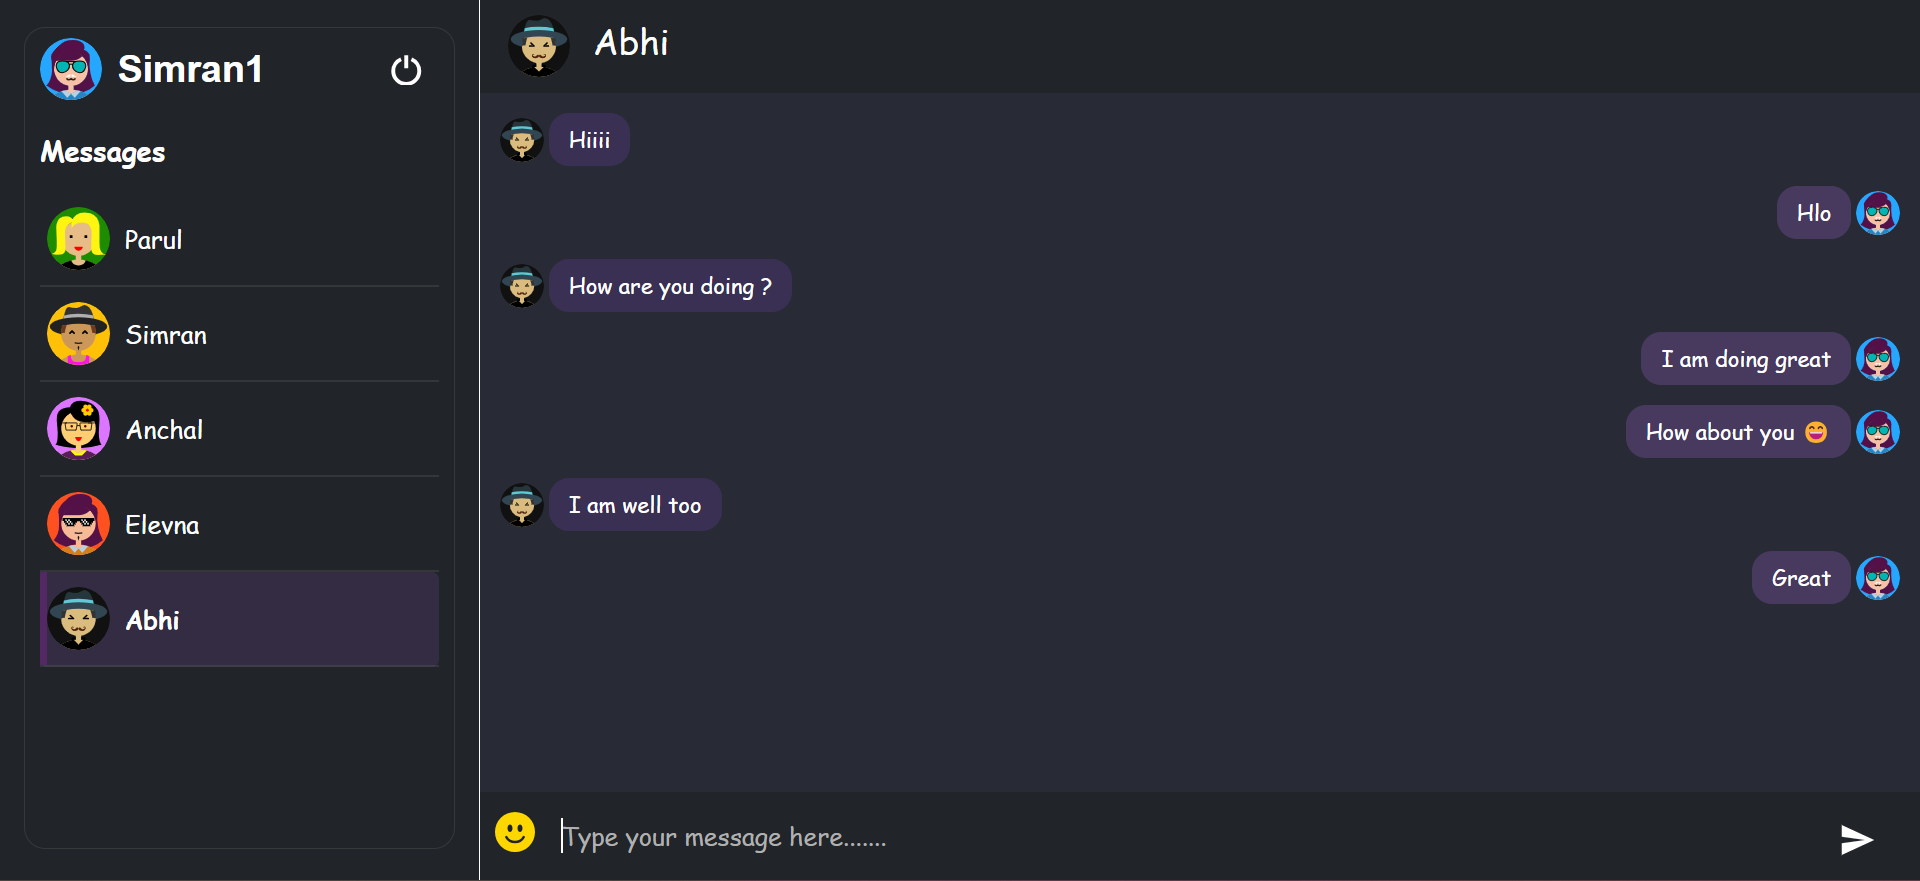 Simran1
Messages
Parul
Simran
Anchal
Elevna
Abhi
Abhi
Hiiii
Hlo
How are you doing ?
I am doing great
How about you 😄
I am well too
Great
Type your message here.......